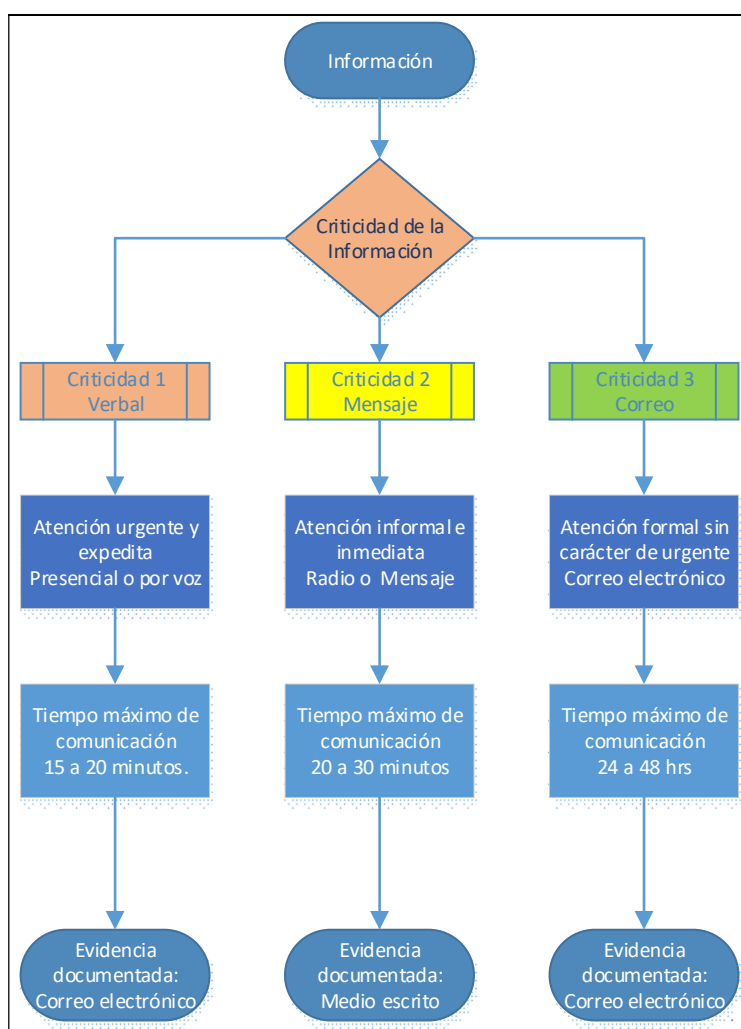 Información
Criticidad de la
Información
Criticidad 1
Verbal
Criticidad 2
Mensaje
Criticidad 3
Correo
Atención urgente y
expedita
Presencial o por voz
Atención informal e
inmediata
Radio o Mensaje
Atención formal sin
carácter de urgente
Correo electrónico
Tiempo máximo de
comunicación
15 a 20 minutos.
Tiempo máximo de
comunicación
20 a 30 minutos
Tiempo máximo de
comunicación
24 a 48 hrs
Evidencia
documentada:
Correo electrónico
Evidencia
documentada:
Medio escrito
Evidencia
documentada:
Correo electrónico